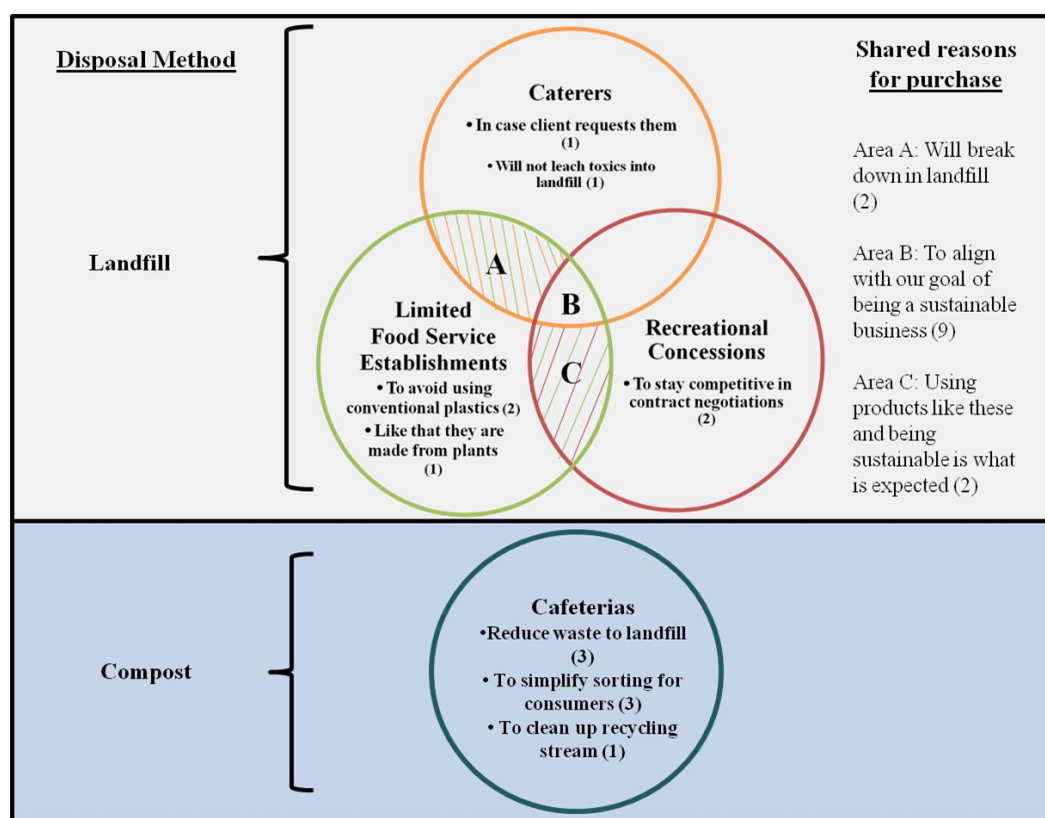 Disposal Method
Landfill
Caterers
• In case client requests them
(1)
• Will not leach toxics into
landfill (1)
A
B
C
Limited
Food Service
Establishments
• To avoid using
conventional plastics (2)
• Like that they are
made from plants
(1)
Recreational
Concessions
• To stay competitive in
contract negotiations
(2)
Shared reasons
for purchase
Area A: Will break
down in landfill
(2)
Area B: To align
with our goal of
being a sustainable
business (9)
Area C: Using
products like these
and being
sustainable is what
is expected (2)
Compost
Cafeterias
•Reduce waste to landfill
(3)
• To simplify sorting for
consumers (3)
• To clean up recycling
stream (1)